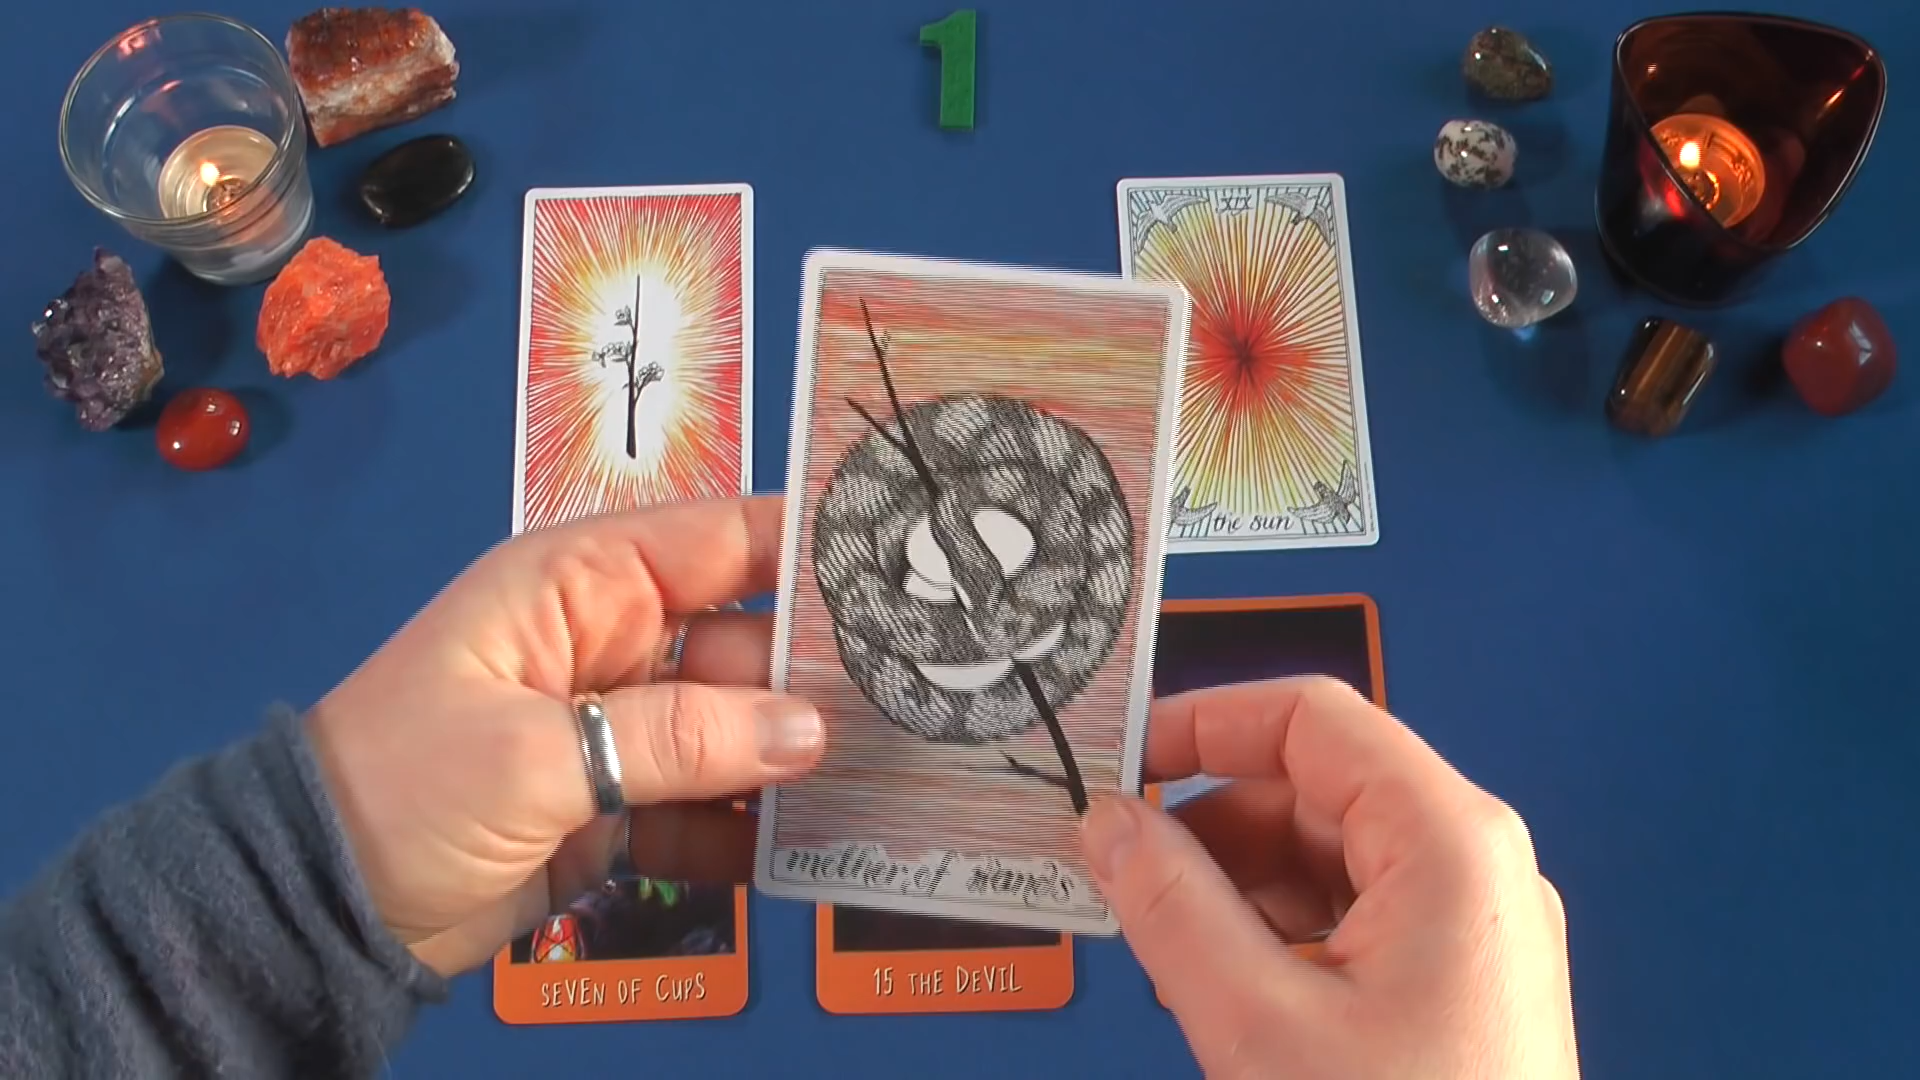 1
XIX
the sun
mother of wands
SEVEN OF CUPS
15 THE DEVIL